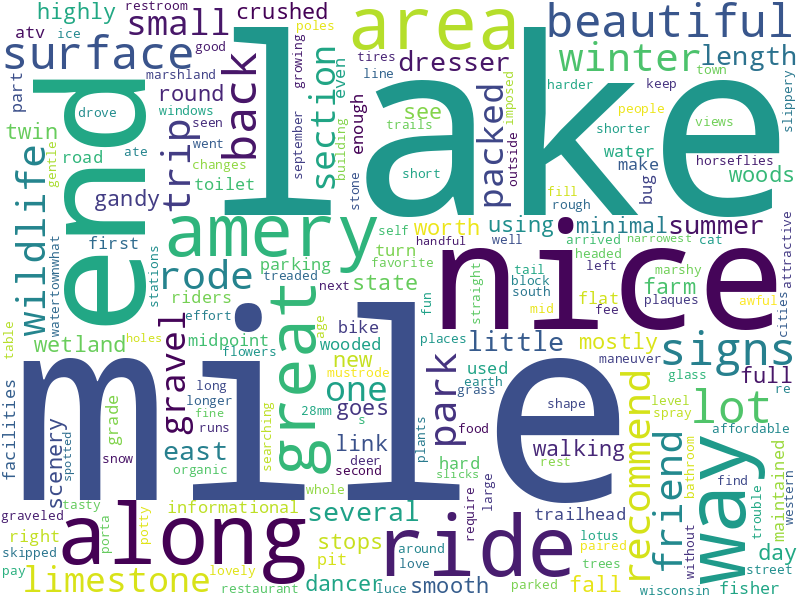 restroom
poles
highly
small
crushed
area
beautiful
atv
ice
good
surface
marshland
tires
winter
length
dresser
lake
end
back
section
growing
line
even
town
part
drove
windows
round
see
harder
keep
imposed
slippery
twin
ate
seen
trip
enough
packed
outside
trails
people
shorter
views
road
went
september
building
water
horseflies
gentle
changes
short
fill
make
bug
woods
wildlife
gandy
toilet
stone
rough
amery
self
worth
using
minimal
summer
first
stations
parking
turn
handful
well
arrived
narrowest
cat
rode
treaded
favorite
nice
headed
left
attractive
watertownwhat
riders
state
next
fun
straight
tail
block
south
marshy
farm
great
effort
bike
age
mid
flat
fee
plaques
awful
cities
table
holes
wetland
midpoint
flowers
wooded
new
places
little
mostly
maneuver
signs
mile
gravel
mustrode
one
park
used
earth
glass
full
re
facilities
grade
long
longer
28mm
goes
grass
shape
level
spray
lot
scenery
fine
runs
s
link
plants
food
walking
recommend
affordable
spotted
snow
east
searching
deer
second
hard
rest
friend
bathroom
way
find
trouble
maintained
western
tasty
organic
whole
slicks
require
large
graveled
along
informational
several
ride
trailhead
without
day
right
potty
porta
stops
around
lotus
paired
street
skipped
pit
love
trees
wisconsin
pay
lovely
limestone
restaurant
dancer
luce
smooth
parked
fall
fisher